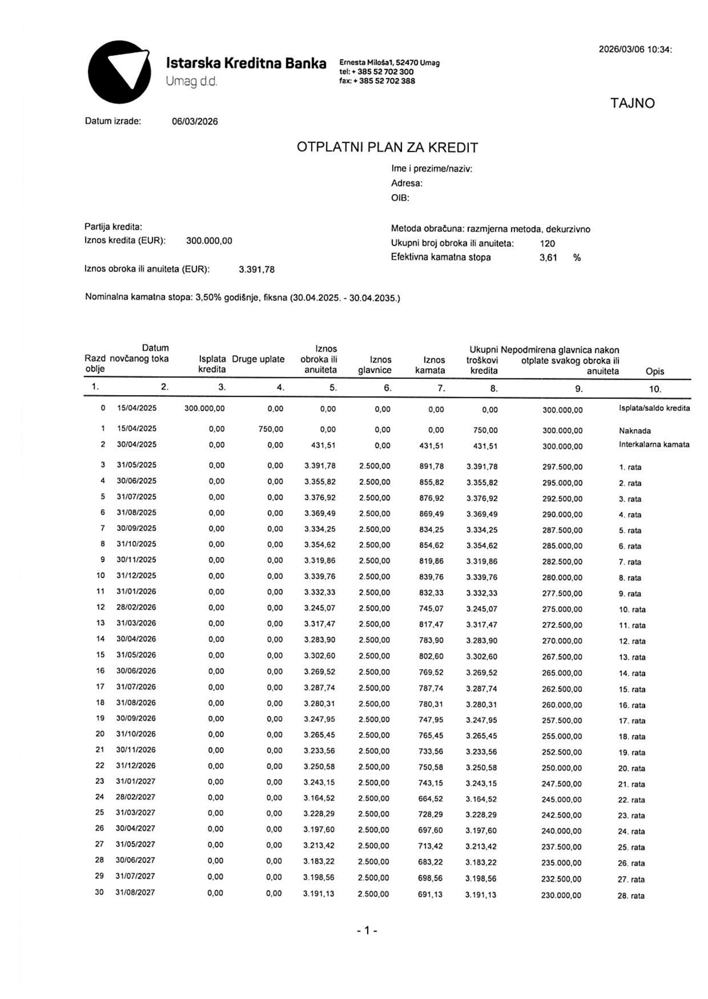 2026/03/06 10:34:
Istarska Kreditna Banka
Umag d.d.
Ernesta Miloša1, 52470 Umag
tel: + 385 52 702 300
fax: + 385 52 702 388
TAJNO
Datum izrade: 06/03/2026
OTPLATNI PLAN ZA KREDIT
Ime i prezime/naziv:
Adresa:
OIB:
Partija kredita:
Iznos kredita (EUR): 300.000,00
Iznos obroka ili anuiteta (EUR): 3.391,78
Metoda obračuna: razmjerna metoda, dekurzivno
Ukupni broj obroka ili anuiteta: 120
Efektivna kamatna stopa 3,61 %
Nominalna kamatna stopa: 3,50% godišnje, fiksna (30.04.2025. - 30.04.2035.)
Datum Iznos Ukupni Nepodmirena glavnica nakon
Razd novčanog toka Isplata Druge uplate obroka ili Iznos Iznos troškovi otplate svakog obroka ili
oblje kredita anuiteta glavnice kamata kredita anuiteta Opis
1. 2. 3. 4. 5. 6. 7. 8. 9. 10.
0 15/04/2025 300.000,00 0,00 0,00 0,00 0,00 0,00 300.000,00 Isplata/saldo kredita
1 15/04/2025 0,00 750,00 0,00 0,00 0,00 750,00 300.000,00 Naknada
2 30/04/2025 0,00 0,00 431,51 0,00 431,51 431,51 300.000,00 Interkalarna kamata
3 31/05/2025 0,00 0,00 3.391,78 2.500,00 891,78 3.391,78 297.500,00 1. rata
4 30/06/2025 0,00 0,00 3.355,82 2.500,00 855,82 3.355,82 295.000,00 2. rata
5 31/07/2025 0,00 0,00 3.376,92 2.500,00 876,92 3.376,92 292.500,00 3. rata
6 31/08/2025 0,00 0,00 3.369,49 2.500,00 869,49 3.369,49 290.000,00 4. rata
7 30/09/2025 0,00 0,00 3.334,25 2.500,00 834,25 3.334,25 287.500,00 5. rata
8 31/10/2025 0,00 0,00 3.354,62 2.500,00 854,62 3.354,62 285.000,00 6. rata
9 30/11/2025 0,00 0,00 3.319,86 2.500,00 819,86 3.319,86 282.500,00 7. rata
10 31/12/2025 0,00 0,00 3.339,76 2.500,00 839,76 3.339,76 280.000,00 8. rata
11 31/01/2026 0,00 0,00 3.332,33 2.500,00 832,33 3.332,33 277.500,00 9. rata
12 28/02/2026 0,00 0,00 3.245,07 2.500,00 745,07 3.245,07 275.000,00 10. rata
13 31/03/2026 0,00 0,00 3.317,47 2.500,00 817,47 3.317,47 272.500,00 11. rata
14 30/04/2026 0,00 0,00 3.283,90 2.500,00 783,90 3.283,90 270.000,00 12. rata
15 31/05/2026 0,00 0,00 3.302,60 2.500,00 802,60 3.302,60 267.500,00 13. rata
16 30/06/2026 0,00 0,00 3.269,52 2.500,00 769,52 3.269,52 265.000,00 14. rata
17 31/07/2026 0,00 0,00 3.287,74 2.500,00 787,74 3.287,74 262.500,00 15. rata
18 31/08/2026 0,00 0,00 3.280,31 2.500,00 780,31 3.280,31 260.000,00 16. rata
19 30/09/2026 0,00 0,00 3.247,95 2.500,00 747,95 3.247,95 257.500,00 17. rata
20 31/10/2026 0,00 0,00 3.265,45 2.500,00 765,45 3.265,45 255.000,00 18. rata
21 30/11/2026 0,00 0,00 3.233,56 2.500,00 733,56 3.233,56 252.500,00 19. rata
22 31/12/2026 0,00 0,00 3.250,58 2.500,00 750,58 3.250,58 250.000,00 20. rata
23 31/01/2027 0,00 0,00 3.243,15 2.500,00 743,15 3.243,15 247.500,00 21. rata
24 28/02/2027 0,00 0,00 3.164,52 2.500,00 664,52 3.164,52 245.000,00 22. rata
25 31/03/2027 0,00 0,00 3.228,29 2.500,00 728,29 3.228,29 242.500,00 23. rata
26 30/04/2027 0,00 0,00 3.197,60 2.500,00 697,60 3.197,60 240.000,00 24. rata
27 31/05/2027 0,00 0,00 3.213,42 2.500,00 713,42 3.213,42 237.500,00 25. rata
28 30/06/2027 0,00 0,00 3.183,22 2.500,00 683,22 3.183,22 235.000,00 26. rata
29 31/07/2027 0,00 0,00 3.198,56 2.500,00 698,56 3.198,56 232.500,00 27. rata
30 31/08/2027 0,00 0,00 3.191,13 2.500,00 691,13 3.191,13 230.000,00 28. rata
- 1 -